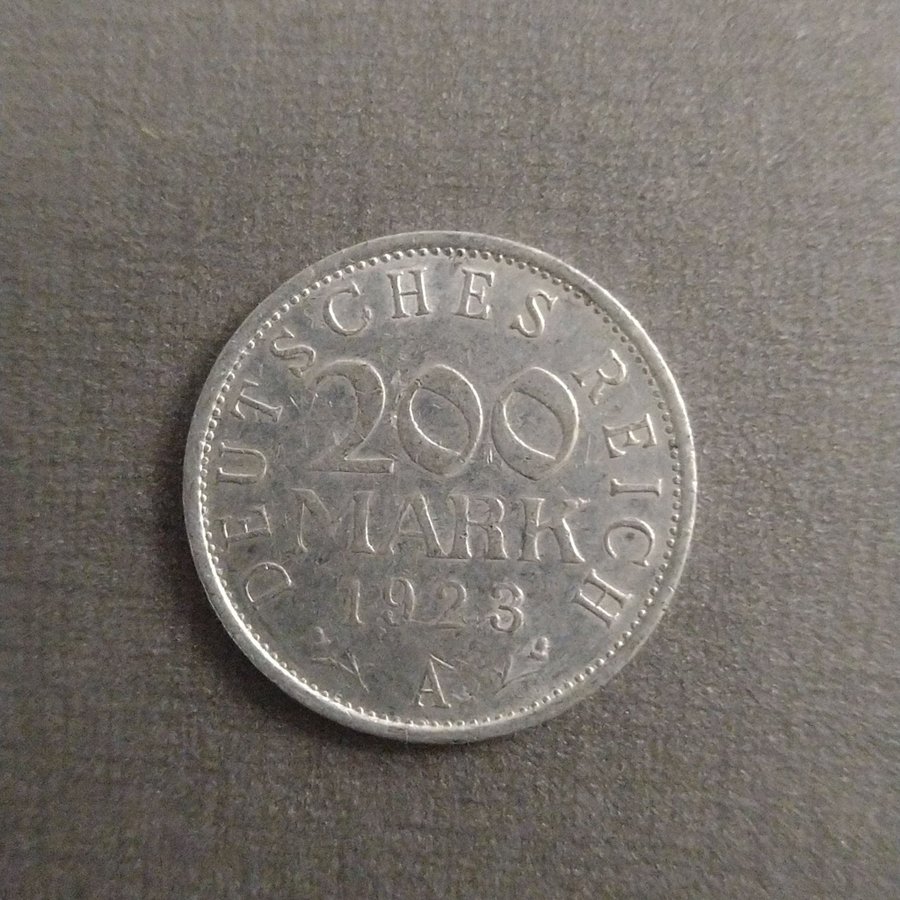 DEUTSCHES REICH
200
MARK
1923
A